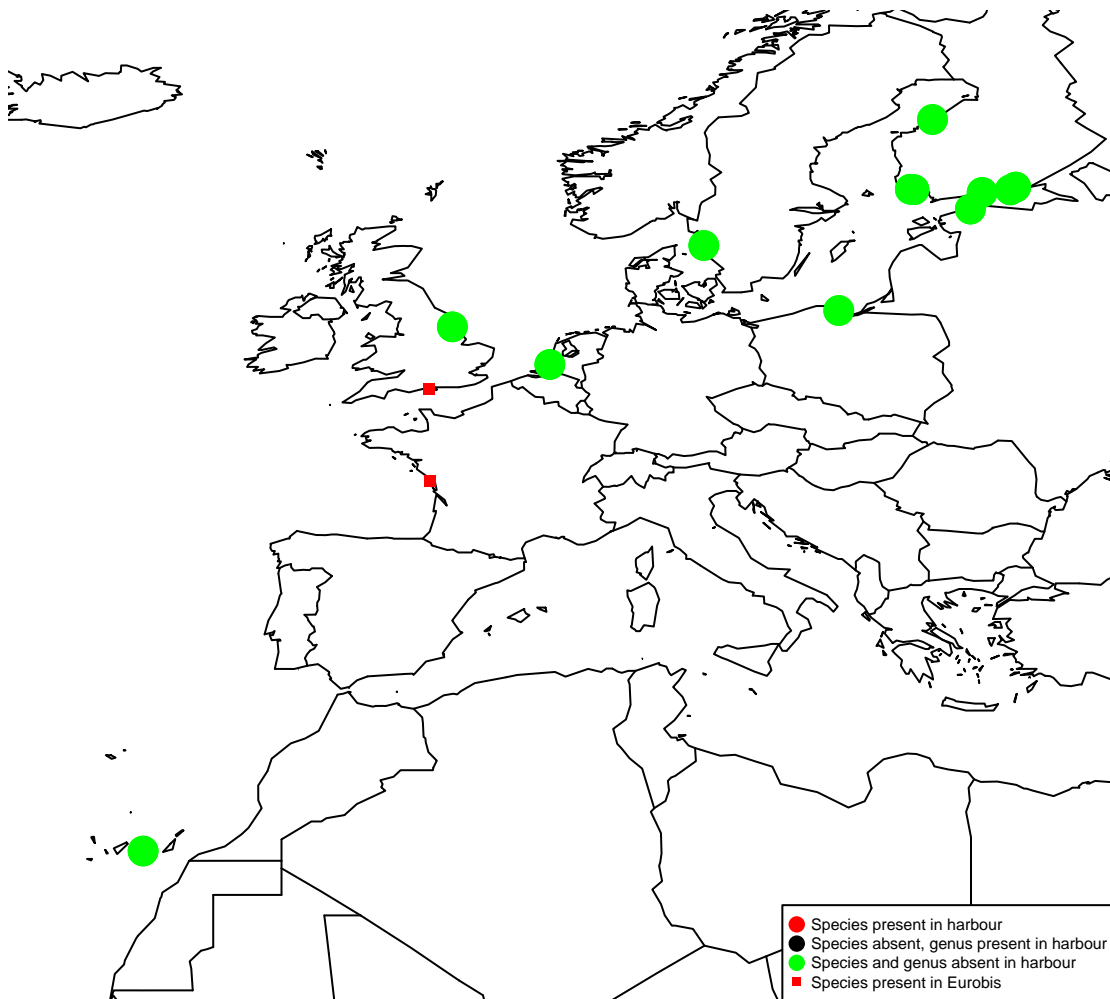 Species present in harbour
Species absent, genus present in harbour
Species and genus absent in harbour
Species present in Eurobis